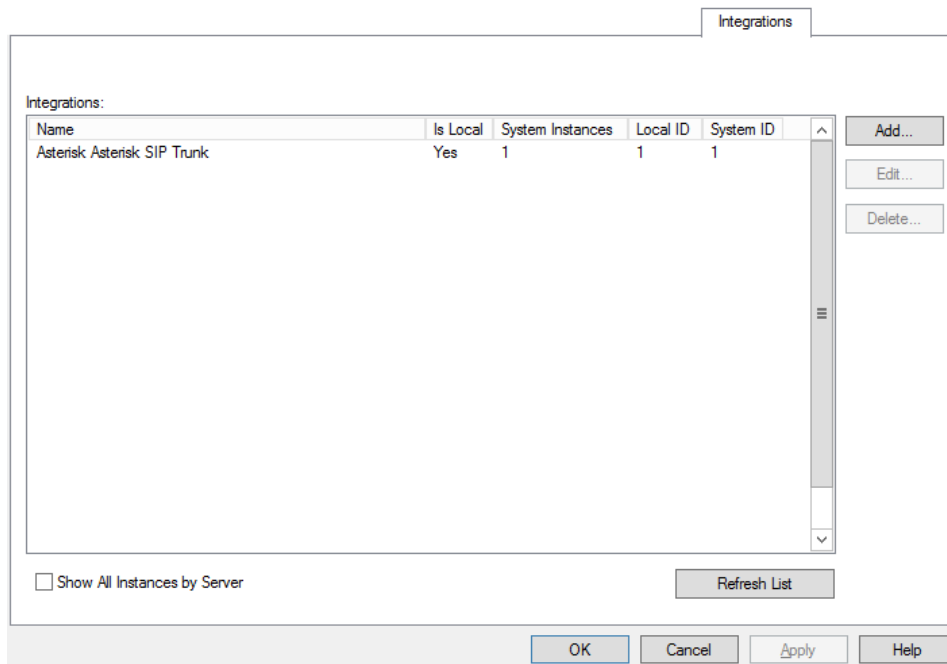 Integrations
Integrations:
Name Is Local System Instances Local ID System ID
Asterisk Asterisk SIP Trunk Yes 1 1 1
Add...
Edit...
Delete...
Show All Instances by Server
Refresh List
OK Cancel Apply Help